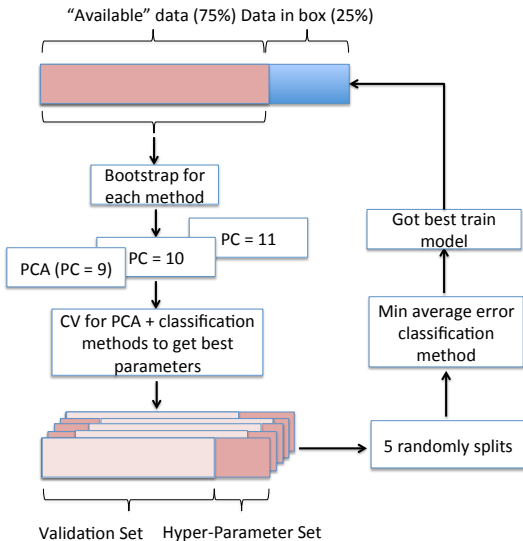 “Available” data (75%) Data in box (25%)
Bootstrap for
each method
PC = 11
PC = 10
PCA (PC = 9)
CV for PCA + classification
methods to get best
parameters
Validation Set
Hyper-Parameter Set
5 randomly splits
Min average error
classification
method
Got best train
model